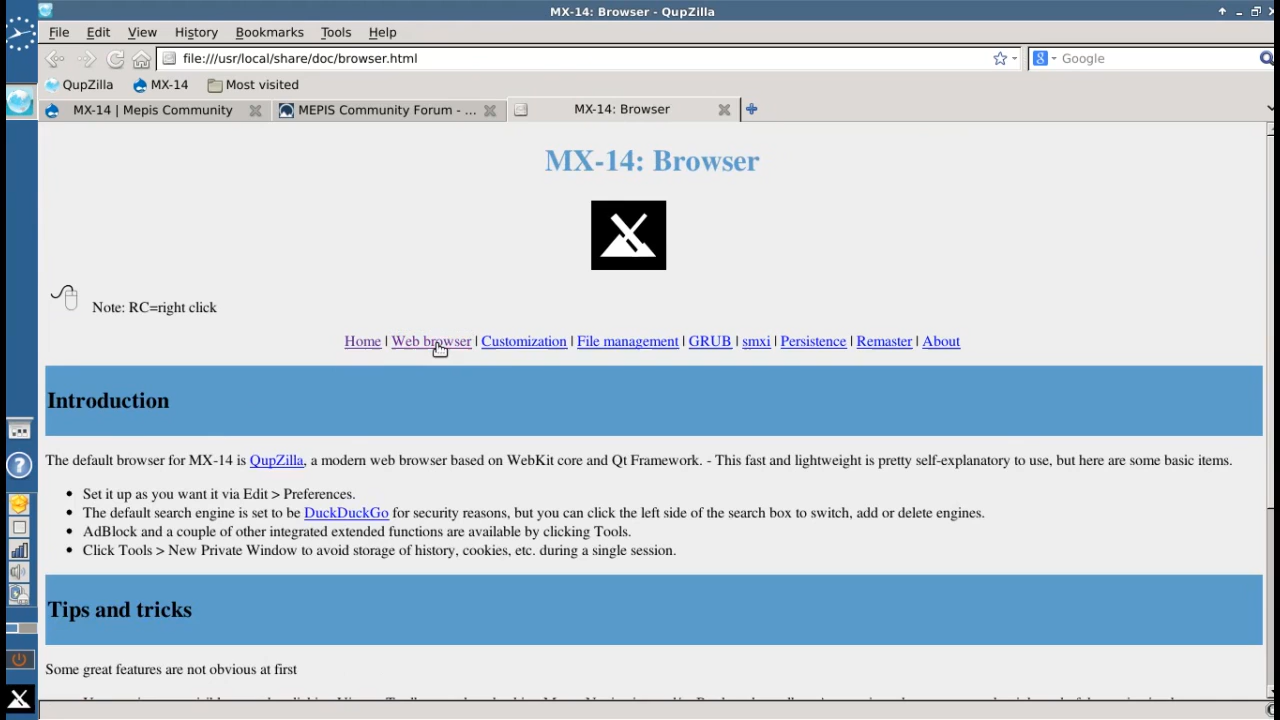 MX-14: Browser - QupZilla
File Edit View History Bookmarks Tools Help
file:///usr/local/share/doc/browser.html
Google
QupZilla MX-14 Most visited
MX-14 | Mepis Community MEPIS Community Forum - ... MX-14: Browser
MX-14: Browser
Note: RC=right click
Home | Web browser | Customization | File management | GRUB | smxi | Persistence | Remaster | About
Introduction
The default browser for MX-14 is QupZilla, a modern web browser based on WebKit core and Qt Framework. - This fast and lightweight is pretty self-explanatory to use, but here are some basic items.
Set it up as you want it via Edit > Preferences.
The default search engine is set to be DuckDuckGo for security reasons, but you can click the left side of the search box to switch, add or delete engines.
AdBlock and a couple of other integrated extended functions are available by clicking Tools.
Click Tools > New Private Window to avoid storage of history, cookies, etc. during a single session.
Tips and tricks
Some great features are not obvious at first